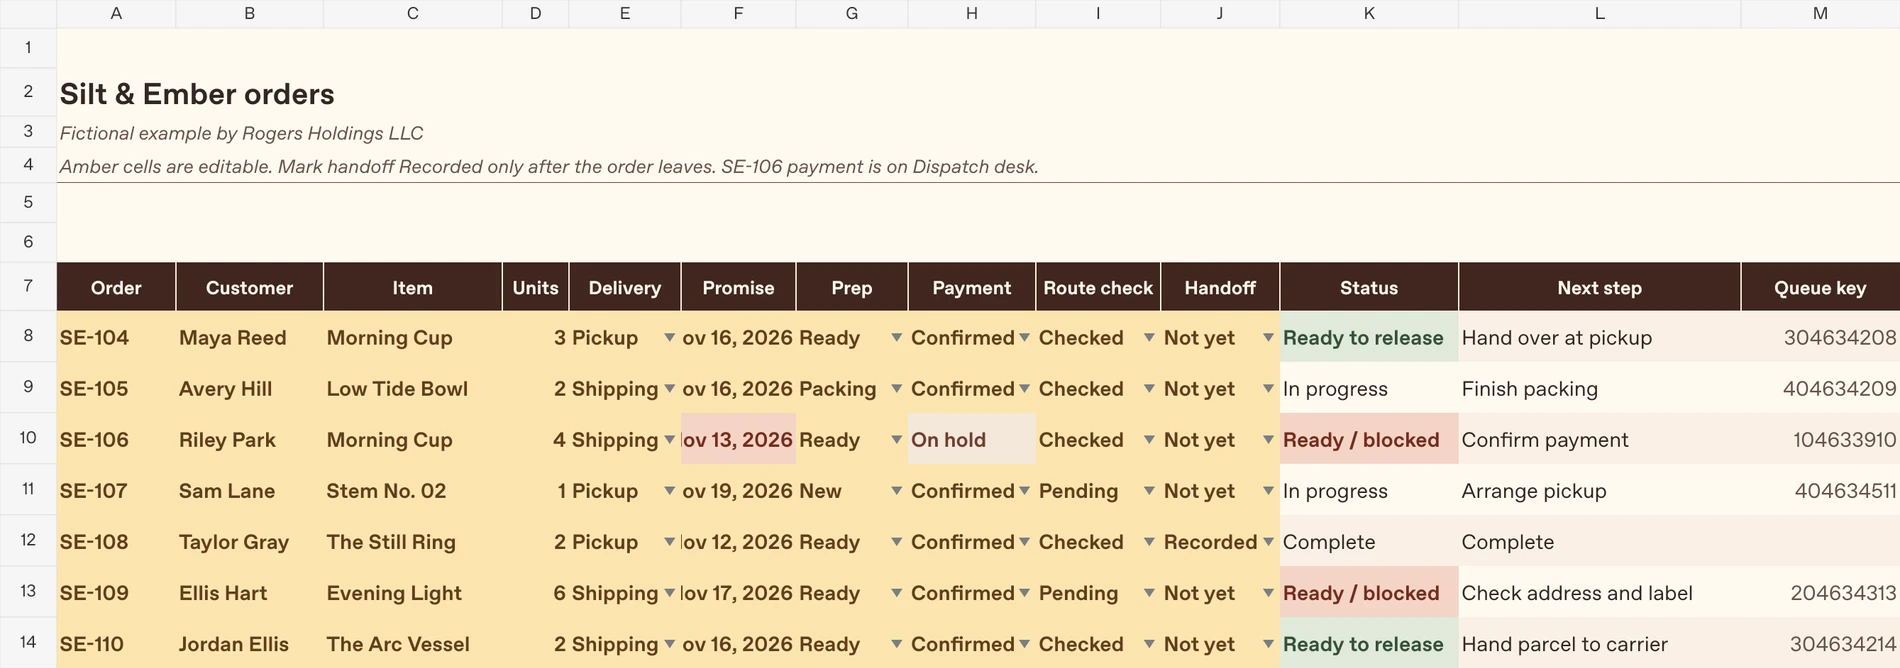 A B C D E F G H I J K L M
1
2 Silt & Ember orders
3 Fictional example by Rogers Holdings LLC
4 Amber cells are editable. Mark handoff Recorded only after the order leaves. SE-106 payment is on Dispatch desk.
5
6
7 Order Customer Item Units Delivery Promise Prep Payment Route check Handoff Status Next step Queue key
8 SE-104 Maya Reed Morning Cup 3 Pickup ov 16, 2026 Ready Confirmed Checked Not yet Ready to release Hand over at pickup 304634208
9 SE-105 Avery Hill Low Tide Bowl 2 Shipping ov 16, 2026 Packing Confirmed Checked Not yet In progress Finish packing 404634209
10 SE-106 Riley Park Morning Cup 4 Shipping ov 13, 2026 Ready On hold Checked Not yet Ready / blocked Confirm payment 104633910
11 SE-107 Sam Lane Stem No. 02 1 Pickup ov 19, 2026 New Confirmed Pending Not yet In progress Arrange pickup 404634511
12 SE-108 Taylor Gray The Still Ring 2 Pickup ov 12, 2026 Ready Confirmed Checked Recorded Complete Complete
13 SE-109 Ellis Hart Evening Light 6 Shipping ov 17, 2026 Ready Confirmed Pending Not yet Ready / blocked Check address and label 204634313
14 SE-110 Jordan Ellis The Arc Vessel 2 Shipping ov 16, 2026 Ready Confirmed Checked Not yet Ready to release Hand parcel to carrier 304634214